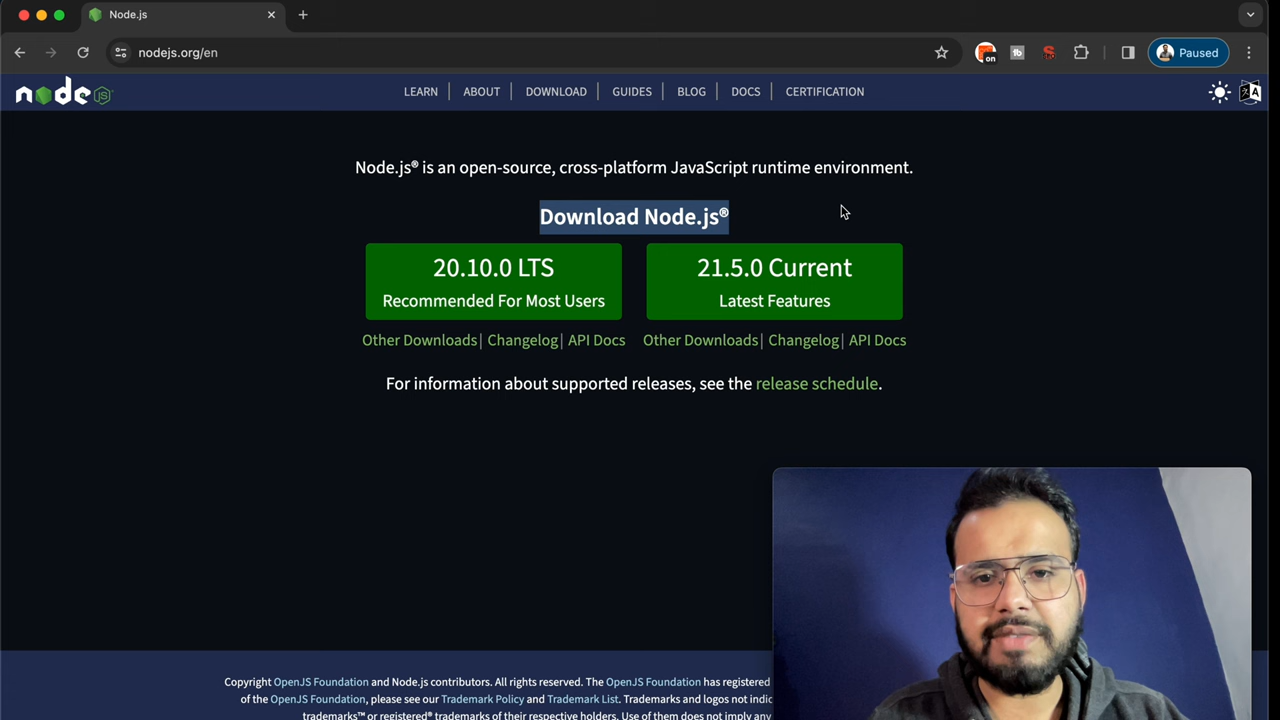 Node.js
nodejs.org/en
on
tb
S
Paused
node JS
LEARN
ABOUT
DOWNLOAD
GUIDES
BLOG
DOCS
CERTIFICATION
Node.js® is an open-source, cross-platform JavaScript runtime environment.
Download Node.js®
20.10.0 LTS
Recommended For Most Users
21.5.0 Current
Latest Features
Other Downloads| Changelog| API Docs
Other Downloads| Changelog| API Docs
For information about supported releases, see the release schedule.
Copyright OpenJS Foundation and Node.js contributors. All rights reserved. The OpenJS Foundation has registered
of the OpenJS Foundation, please see our Trademark Policy and Trademark List. Trademarks and logos not indic
trademarks™ or registered® trademarks of their respective holders. Use of them does not imply any